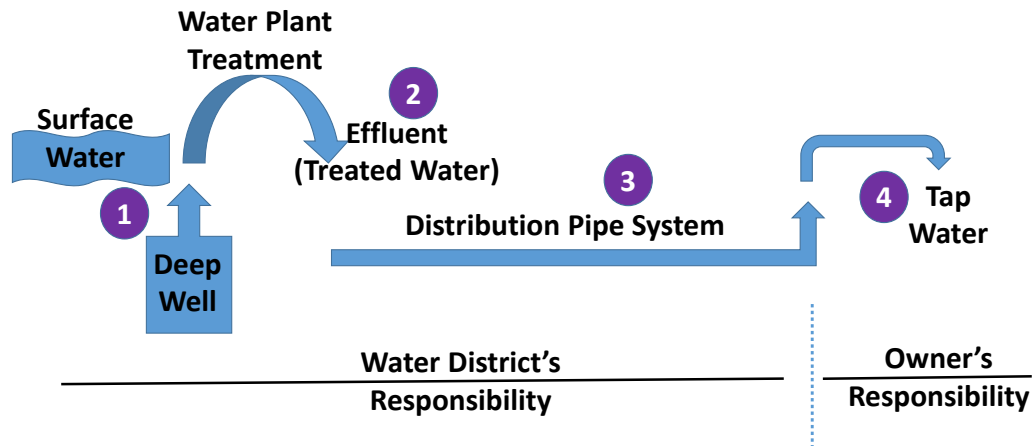 Water Plant
Treatment
2
Surface
Water
Effluent
(Treated Water)
1
3
4
Tap
Water
Distribution Pipe System
Deep
Well
Water District's
Responsibility
Owner's
Responsibility